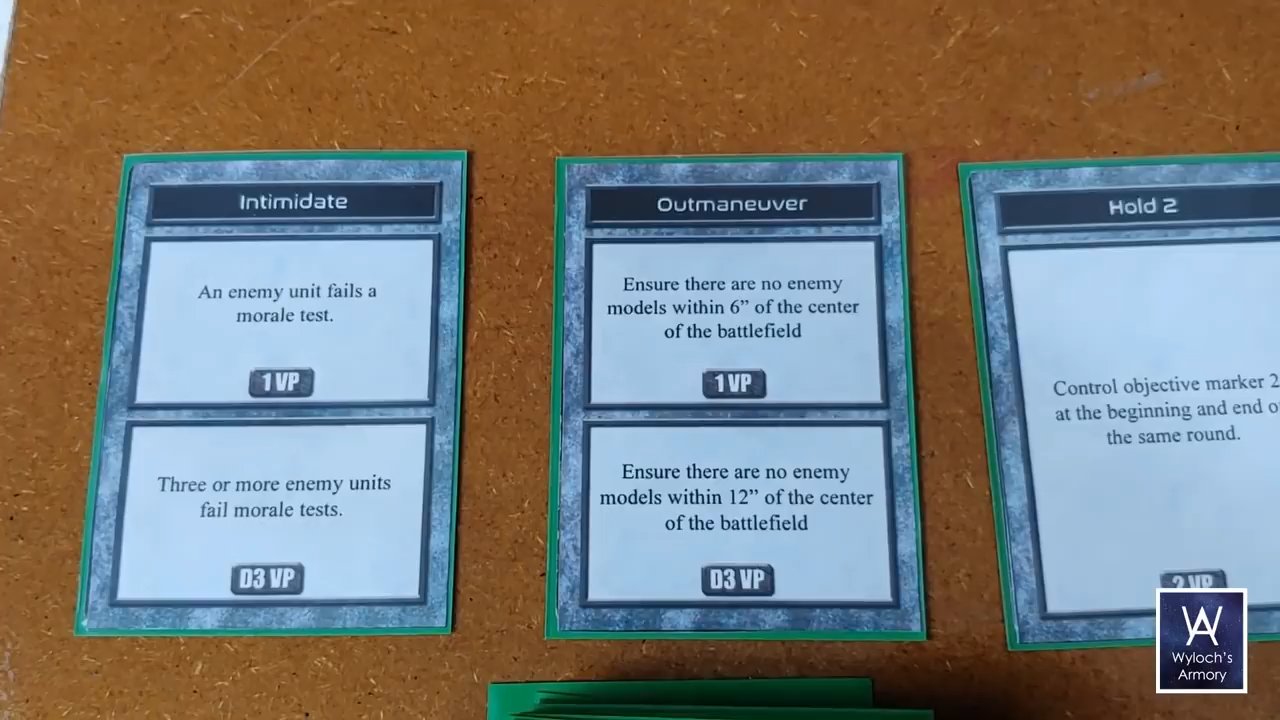 Intimidate
An enemy unit fails a
morale test.
1 VP
Three or more enemy units
fail morale tests.
D3 VP
Outmaneuver
Ensure there are no enemy
models within 6” of the center
of the battlefield
1 VP
Ensure there are no enemy
models within 12” of the center
of the battlefield
D3 VP
Hold 2
Control objective marker 2
at the beginning and end o
the same round.
2 VP
WA
Wyloch's
Armory